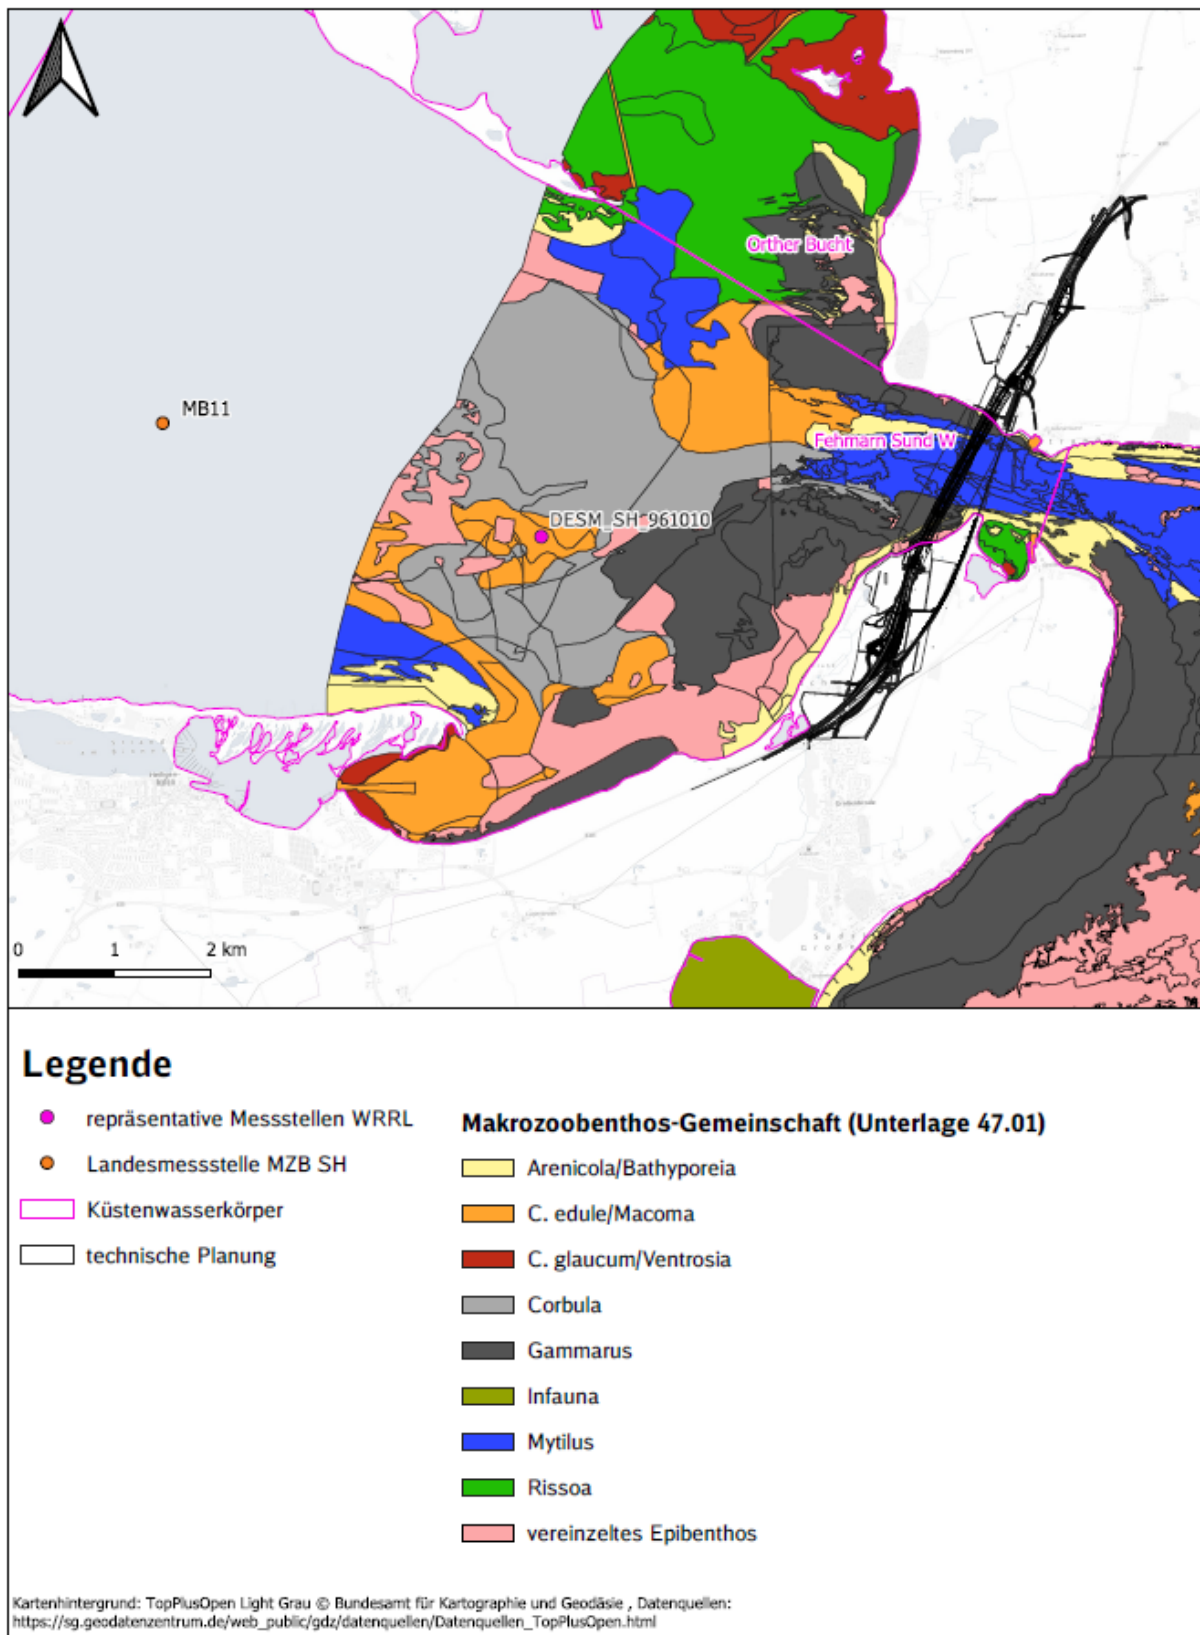 Orther Bucht
MB11
Fehmarn Sund W
DESM_SH_961010
0 1 2 km
Legende
repräsentative Messstellen WRRL
Landesmessstelle MZB SH
Küstenwasserkörper
technische Planung
Makrozoobenthos-Gemeinschaft (Unterlage 47.01)
Arenicola/Bathyporeia
C. edule/Macoma
C. glaucum/Ventrosia
Corbula
Gammarus
Infauna
Mytilus
Rissoa
vereinzeltes Epibenthos
Kartenhintergrund: TopPlusOpen Light Grau © Bundesamt für Kartographie und Geodäsie , Datenquellen:
https://sg.geodatenzentrum.de/web_public/gdz/datenquellen/Datenquellen_TopPlusOpen.html